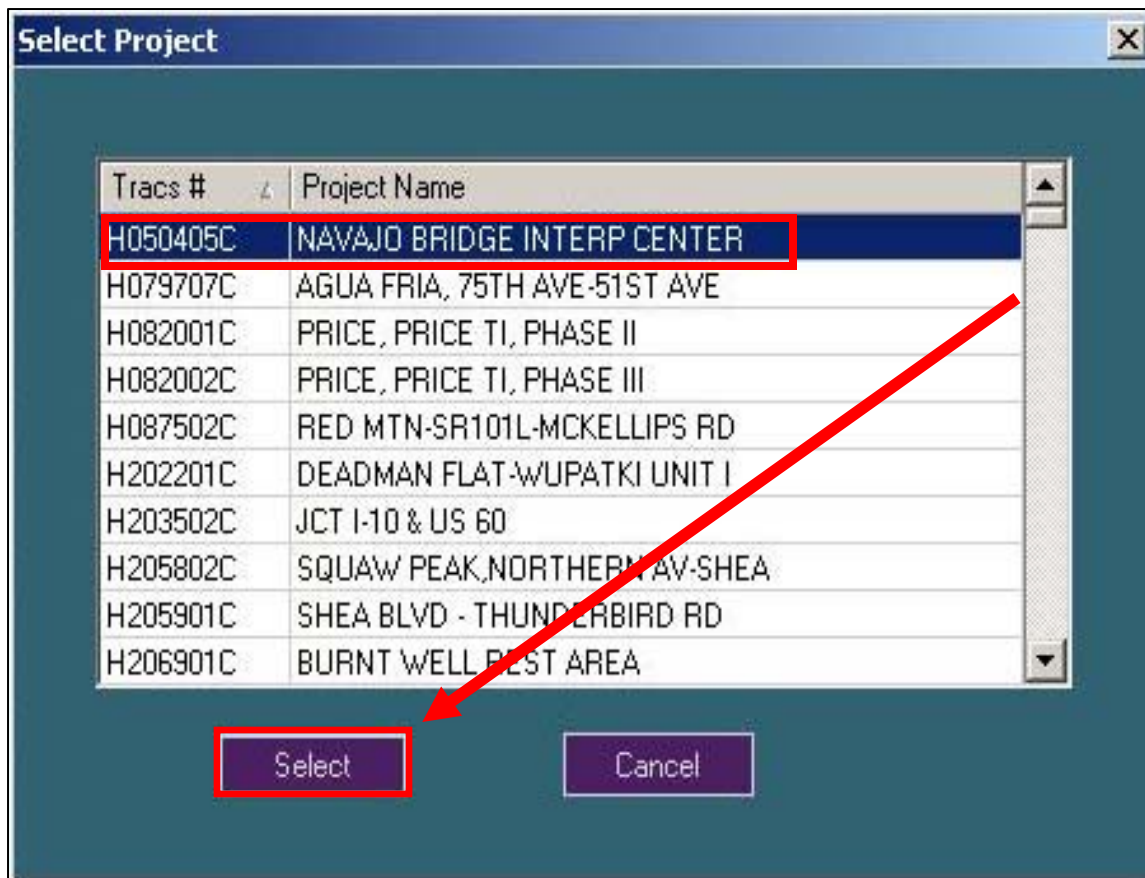 Select Project
Tracs # Project Name
H050405C NAVAJO BRIDGE INTERP CENTER
H079707C AGUA FRIA, 75TH AVE-51ST AVE
H082001C PRICE, PRICE TI, PHASE II
H082002C PRICE, PRICE TI, PHASE III
H087502C RED MTN-SR101L-MCKELLIPS RD
H202201C DEADMAN FLAT-WUPATKI UNIT I
H203502C JCT I-10 & US 60
H205802C SQUAW PEAK,NORTHERN AV-SHEA
H205901C SHEA BLVD - THUNDERBIRD RD
H206901C BURNT WELL REST AREA
Select Cancel